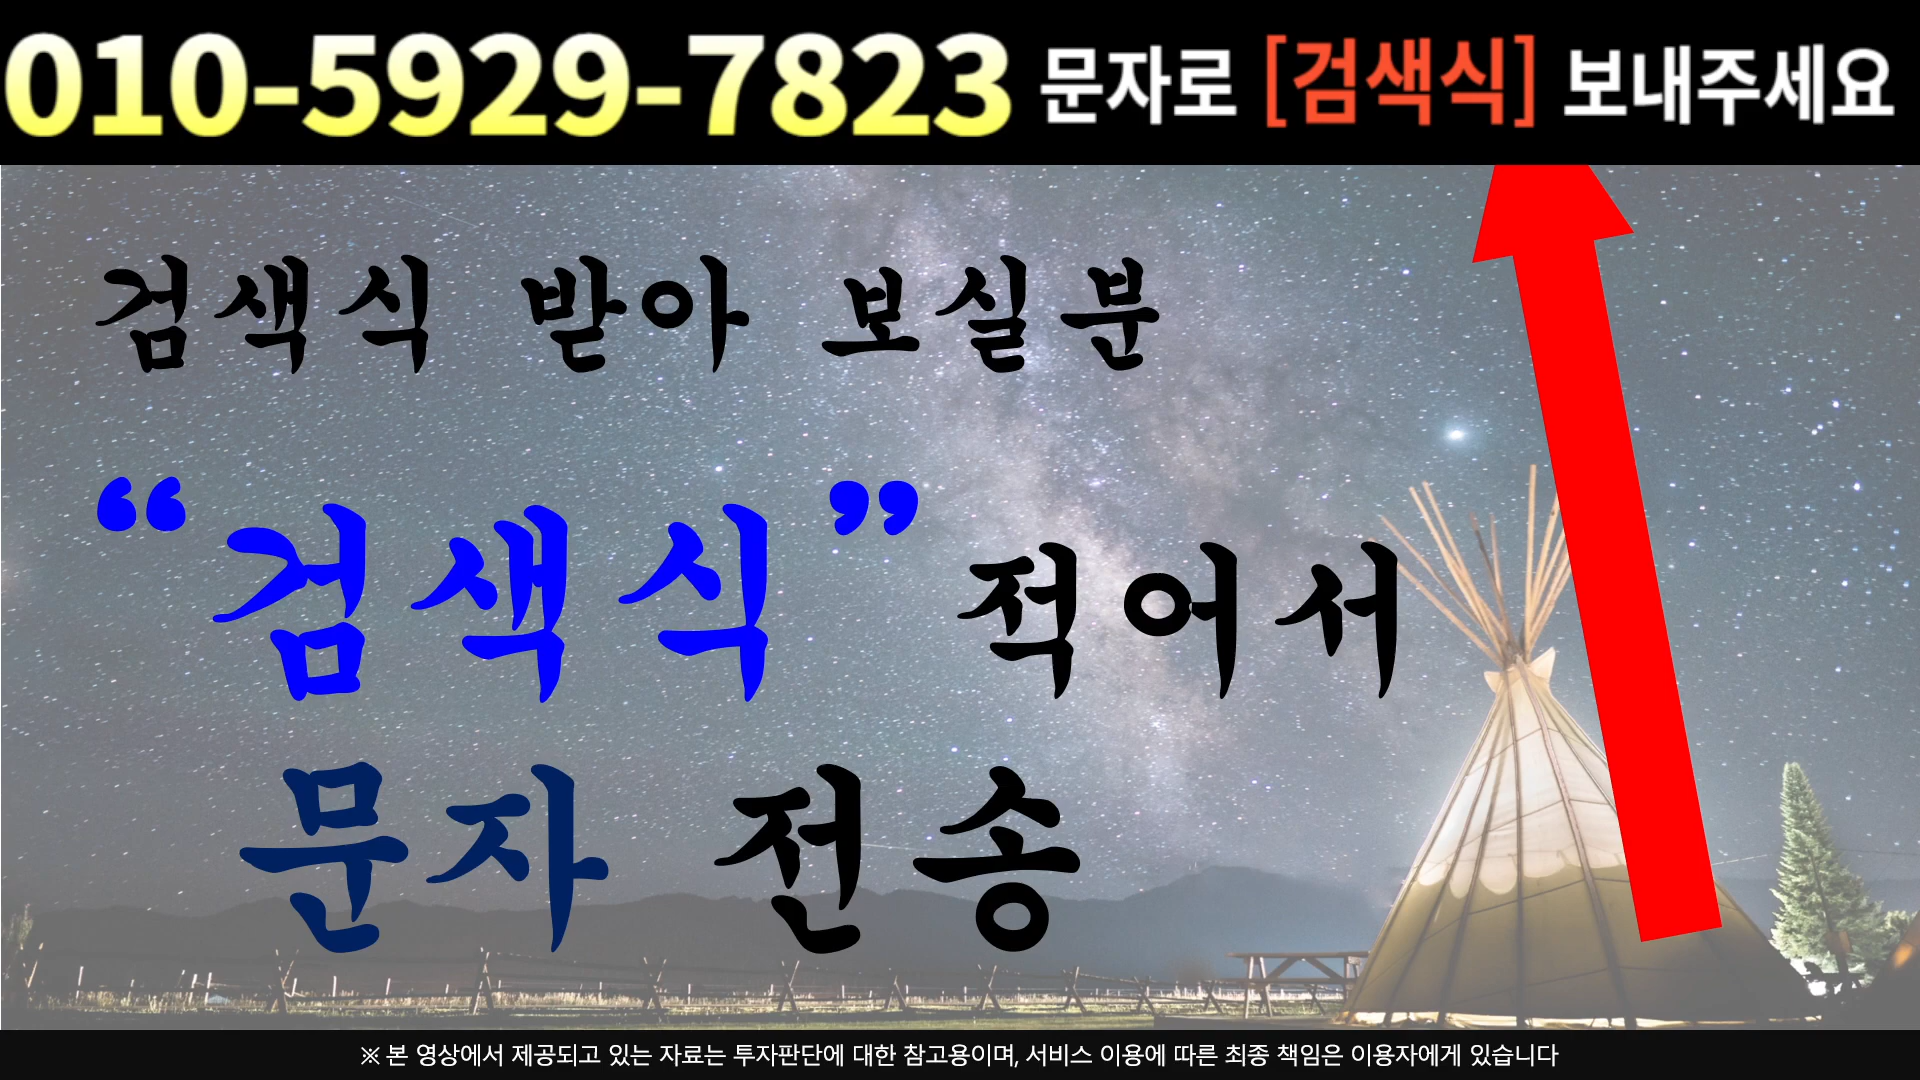 010-5929-7823 문자로 [검색식] 보내주세요
검색식 받아 보실분
“검색식” 적어서
문자 전송
※ 본 영상에서 제공되고 있는 자료는 투자판단에 대한 참고용이며, 서비스 이용에 따른 최종 책임은 이용자에게 있습니다